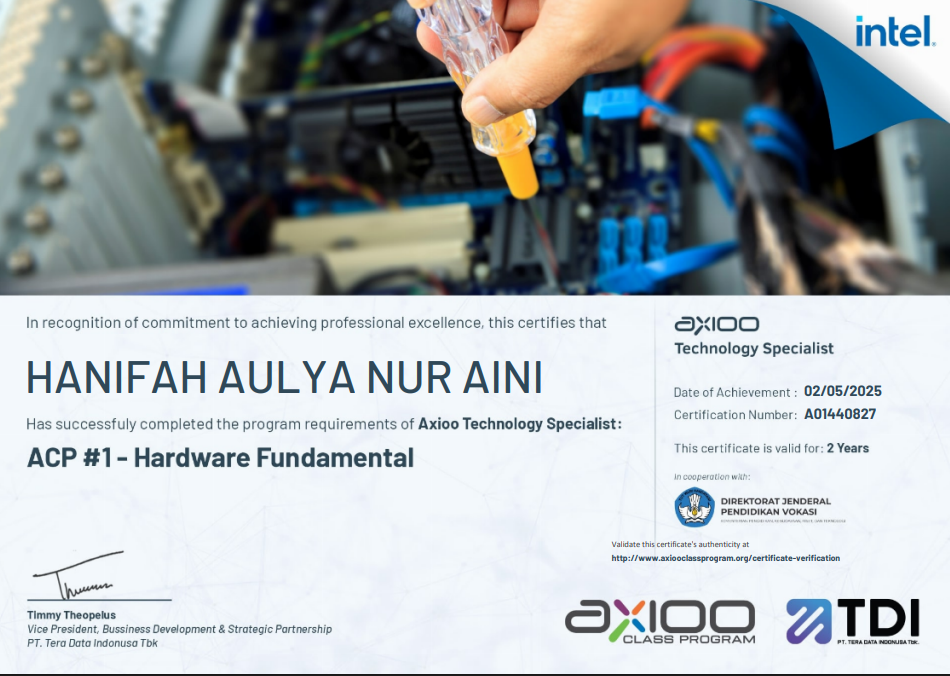 intel.
In recognition of commitment to achieving professional excellence, this certifies that
HANIFAH AULYA NUR AINI
Has successfuly completed the program requirements of Axioo Technology Specialist:
ACP #1 - Hardware Fundamental
axioo
Technology Specialist
Date of Achievement : 02/05/2025
Certification Number: A01440827
This certificate is valid for: 2 Years
In cooperation with:
DIREKTORAT JENDERAL
PENDIDIKAN VOKASI
Validate this certificate's authenticity at
http://www.axiooclassprogram.org/certificate-verification
Timmy Theopelus
Vice President, Bussiness Development & Strategic Partnership
PT. Tera Data Indonusa Tbk
axioo
CLASS PROGRAM
TDI
PT. TERA DATA INDONUSA Tbk.